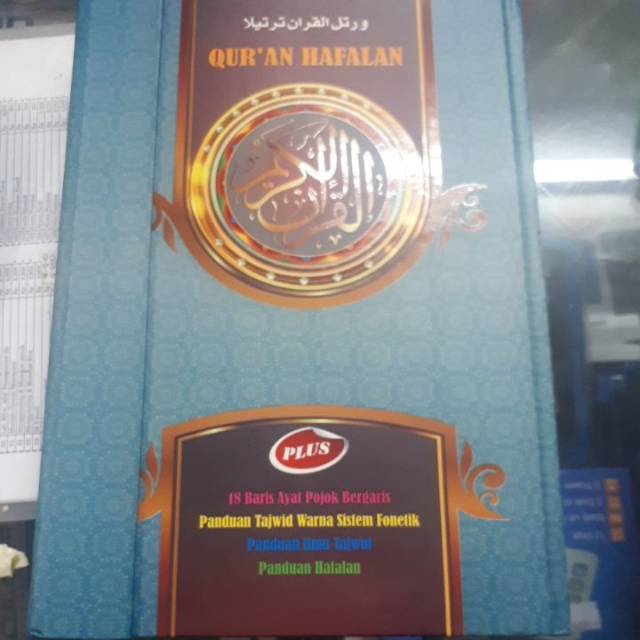 و رتل القران ترتيلا
QUR'AN HAFALAN
القرآن الكريم
PLUS
18 Baris Ayat Pojok Bergaris
Panduan Tajwid Warna Sistem Fonetik
Panduan Ilmu Tajwid
Panduan Hafalan